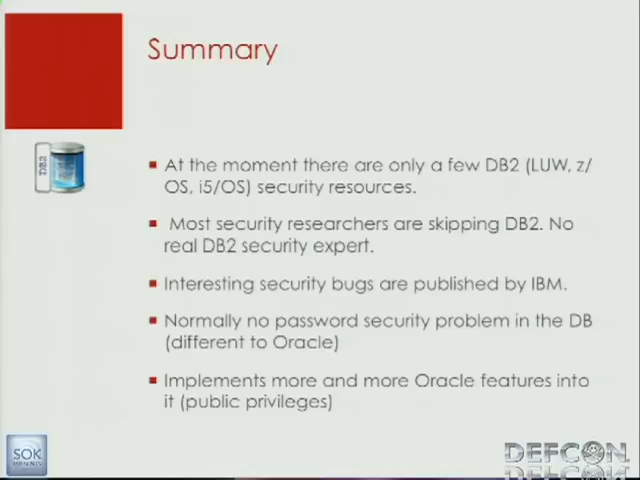 Summary
DB2
At the moment there are only a few DB2 (LUW, z/
OS, i5/OS) security resources.
Most security researchers are skipping DB2. No
real DB2 security expert.
Interesting security bugs are published by IBM.
Normally no password security problem in the DB
(different to Oracle)
Implements more and more Oracle features into
it (public privileges)
SOK
DEFCON